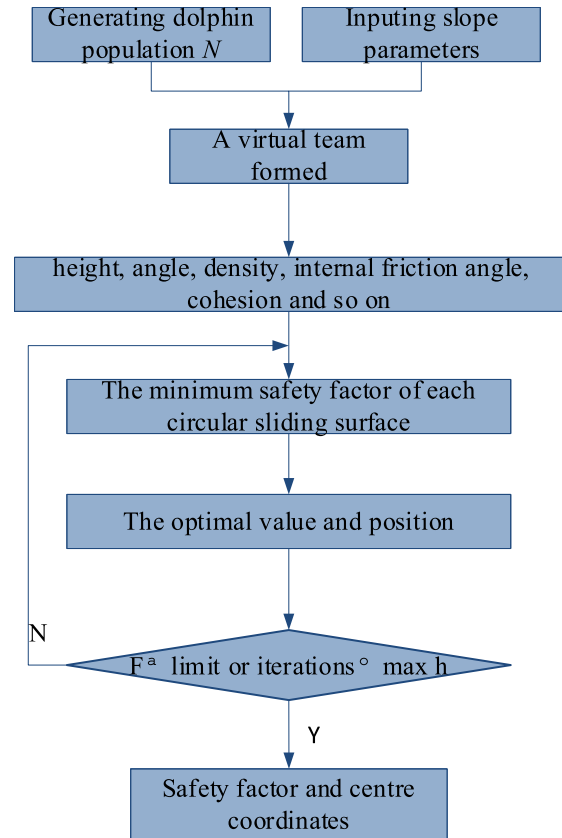 Generating dolphin
population N
Inputing slope
parameters
A virtual team
formed
height, angle, density, internal friction angle,
cohesion and so on
The minimum safety factor of each
circular sliding surface
The optimal value and position
N
Fª limit or iterations° max h
Y
Safety factor and centre
coordinates